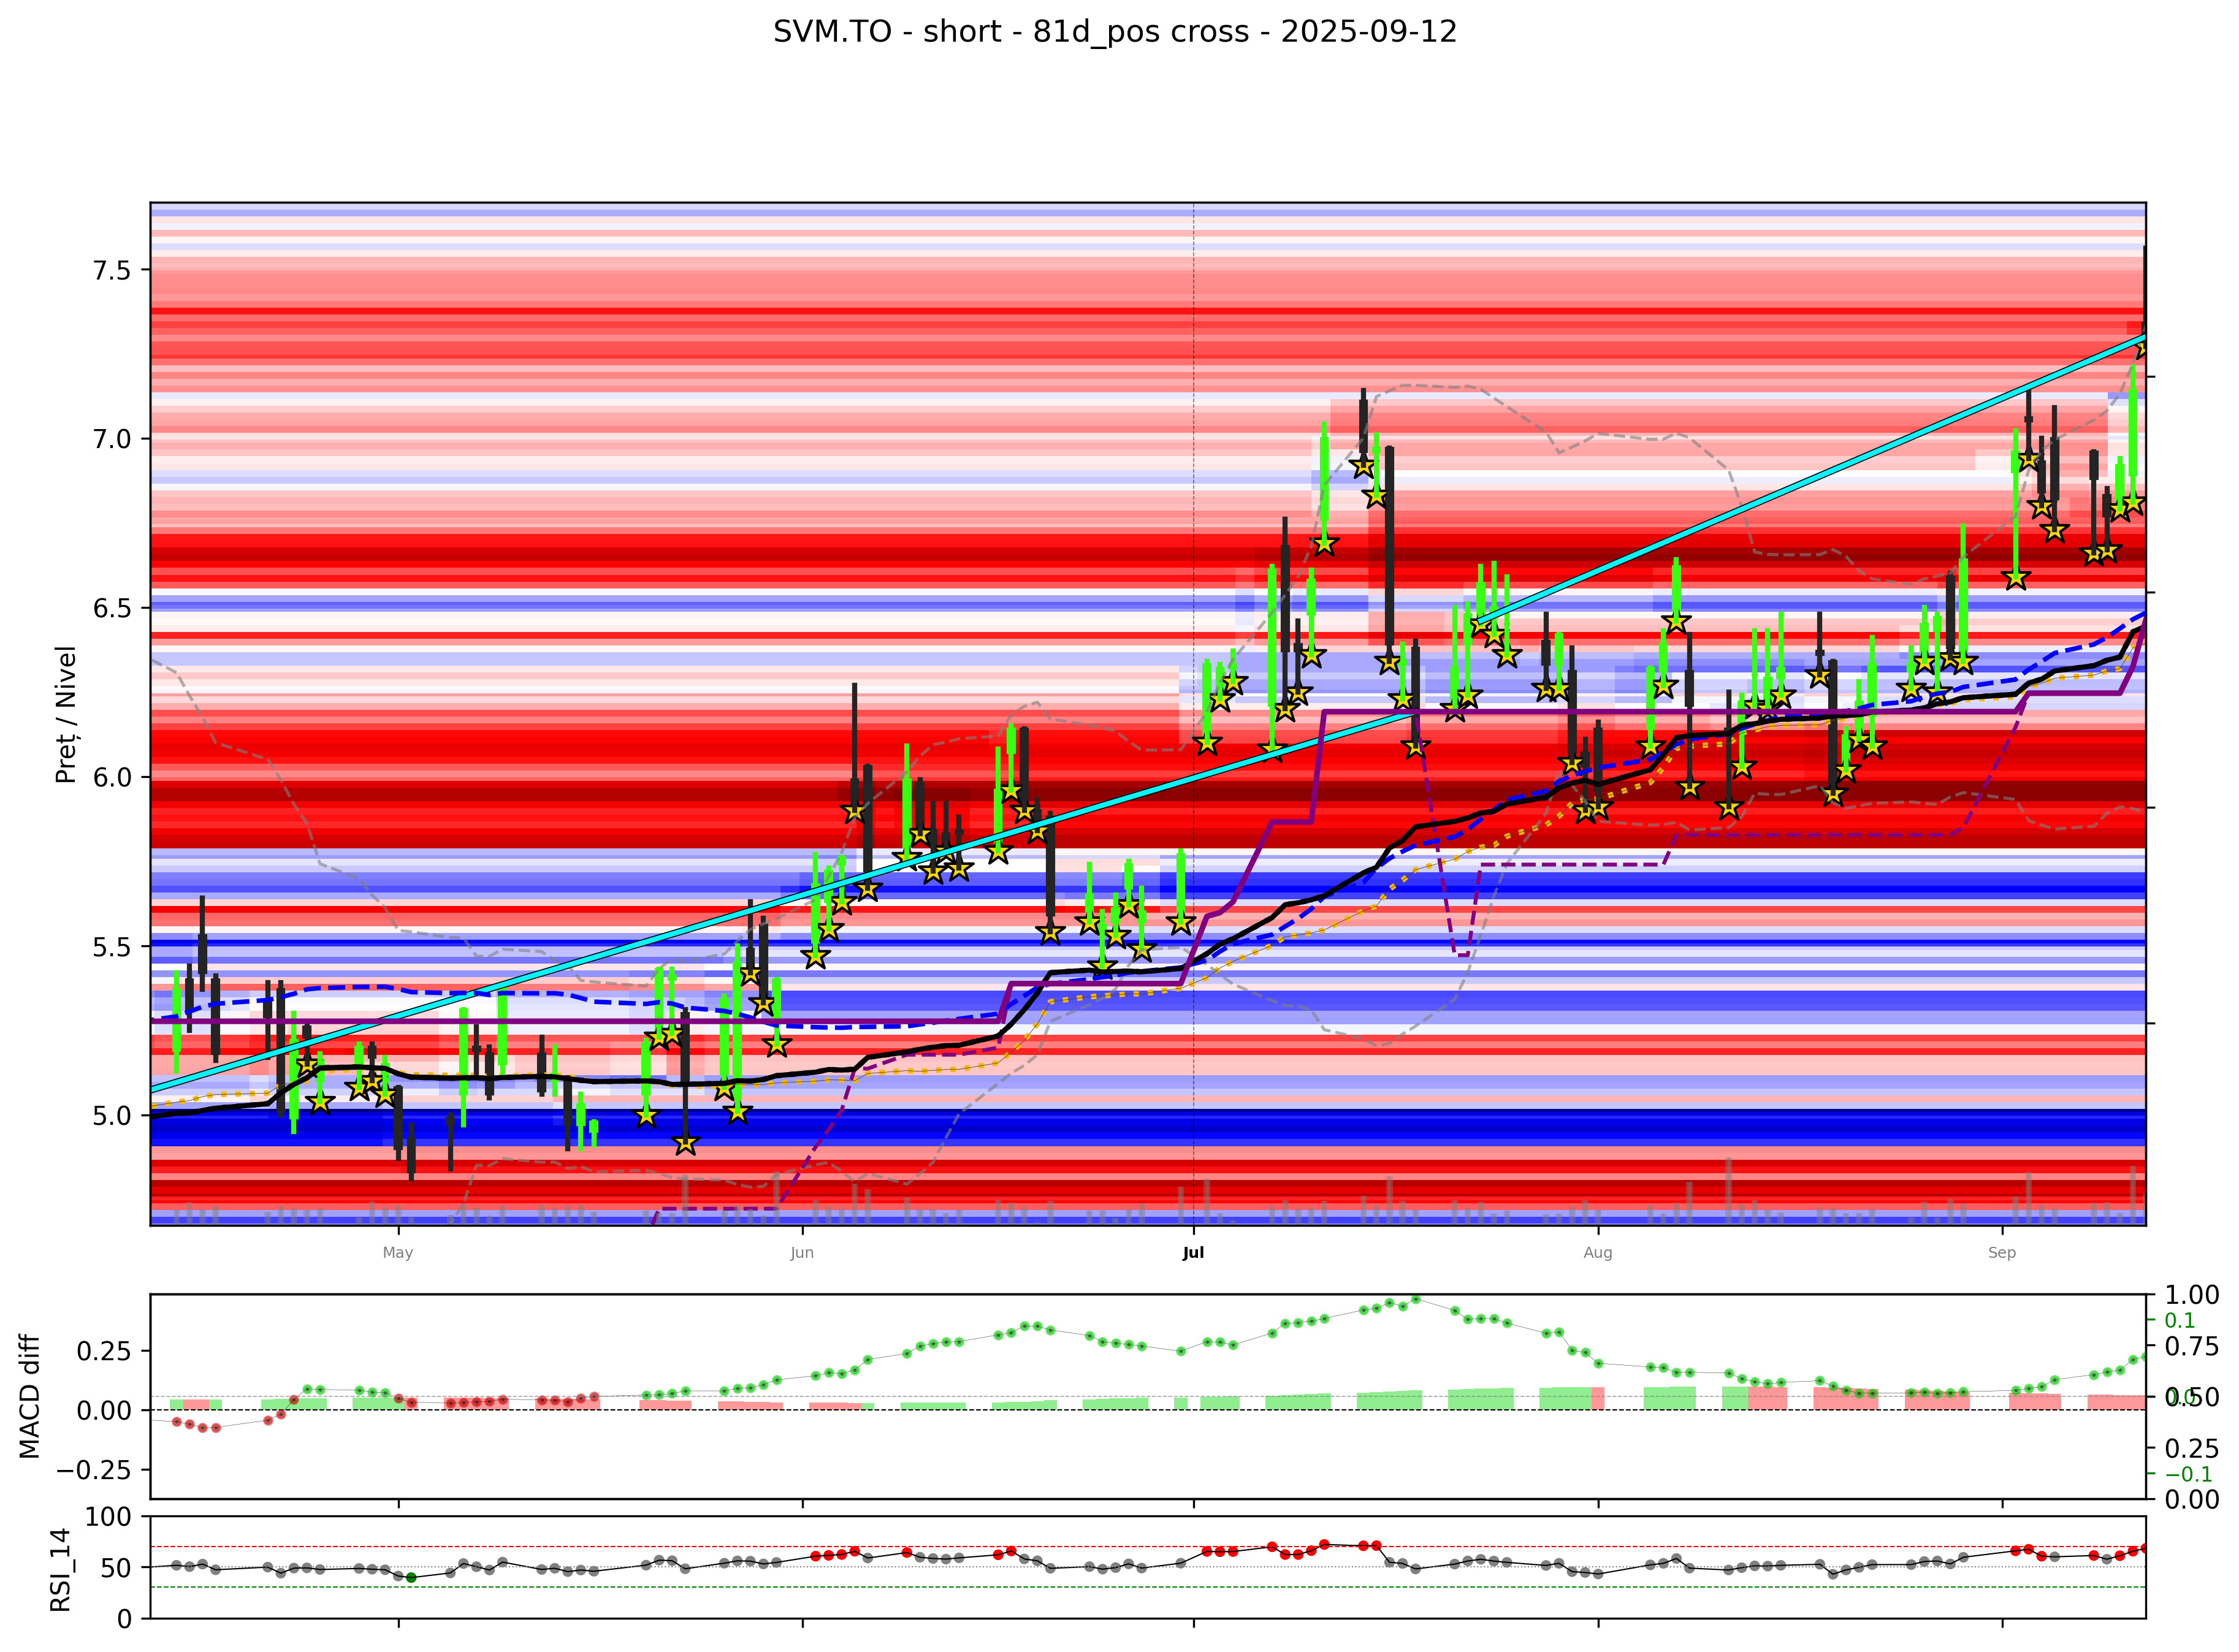 SVM.TO - short - 81d_pos cross - 2025-09-12
Preț / Nivel
7.5
7.0
6.5
6.0
5.5
5.0
May
Jun
Jul
Aug
Sep
MACD diff
0.25
0.00
−0.25
1.00
0.1
0.75
0.50
0.25
−0.1
0.00
RSI_14
100
50
0